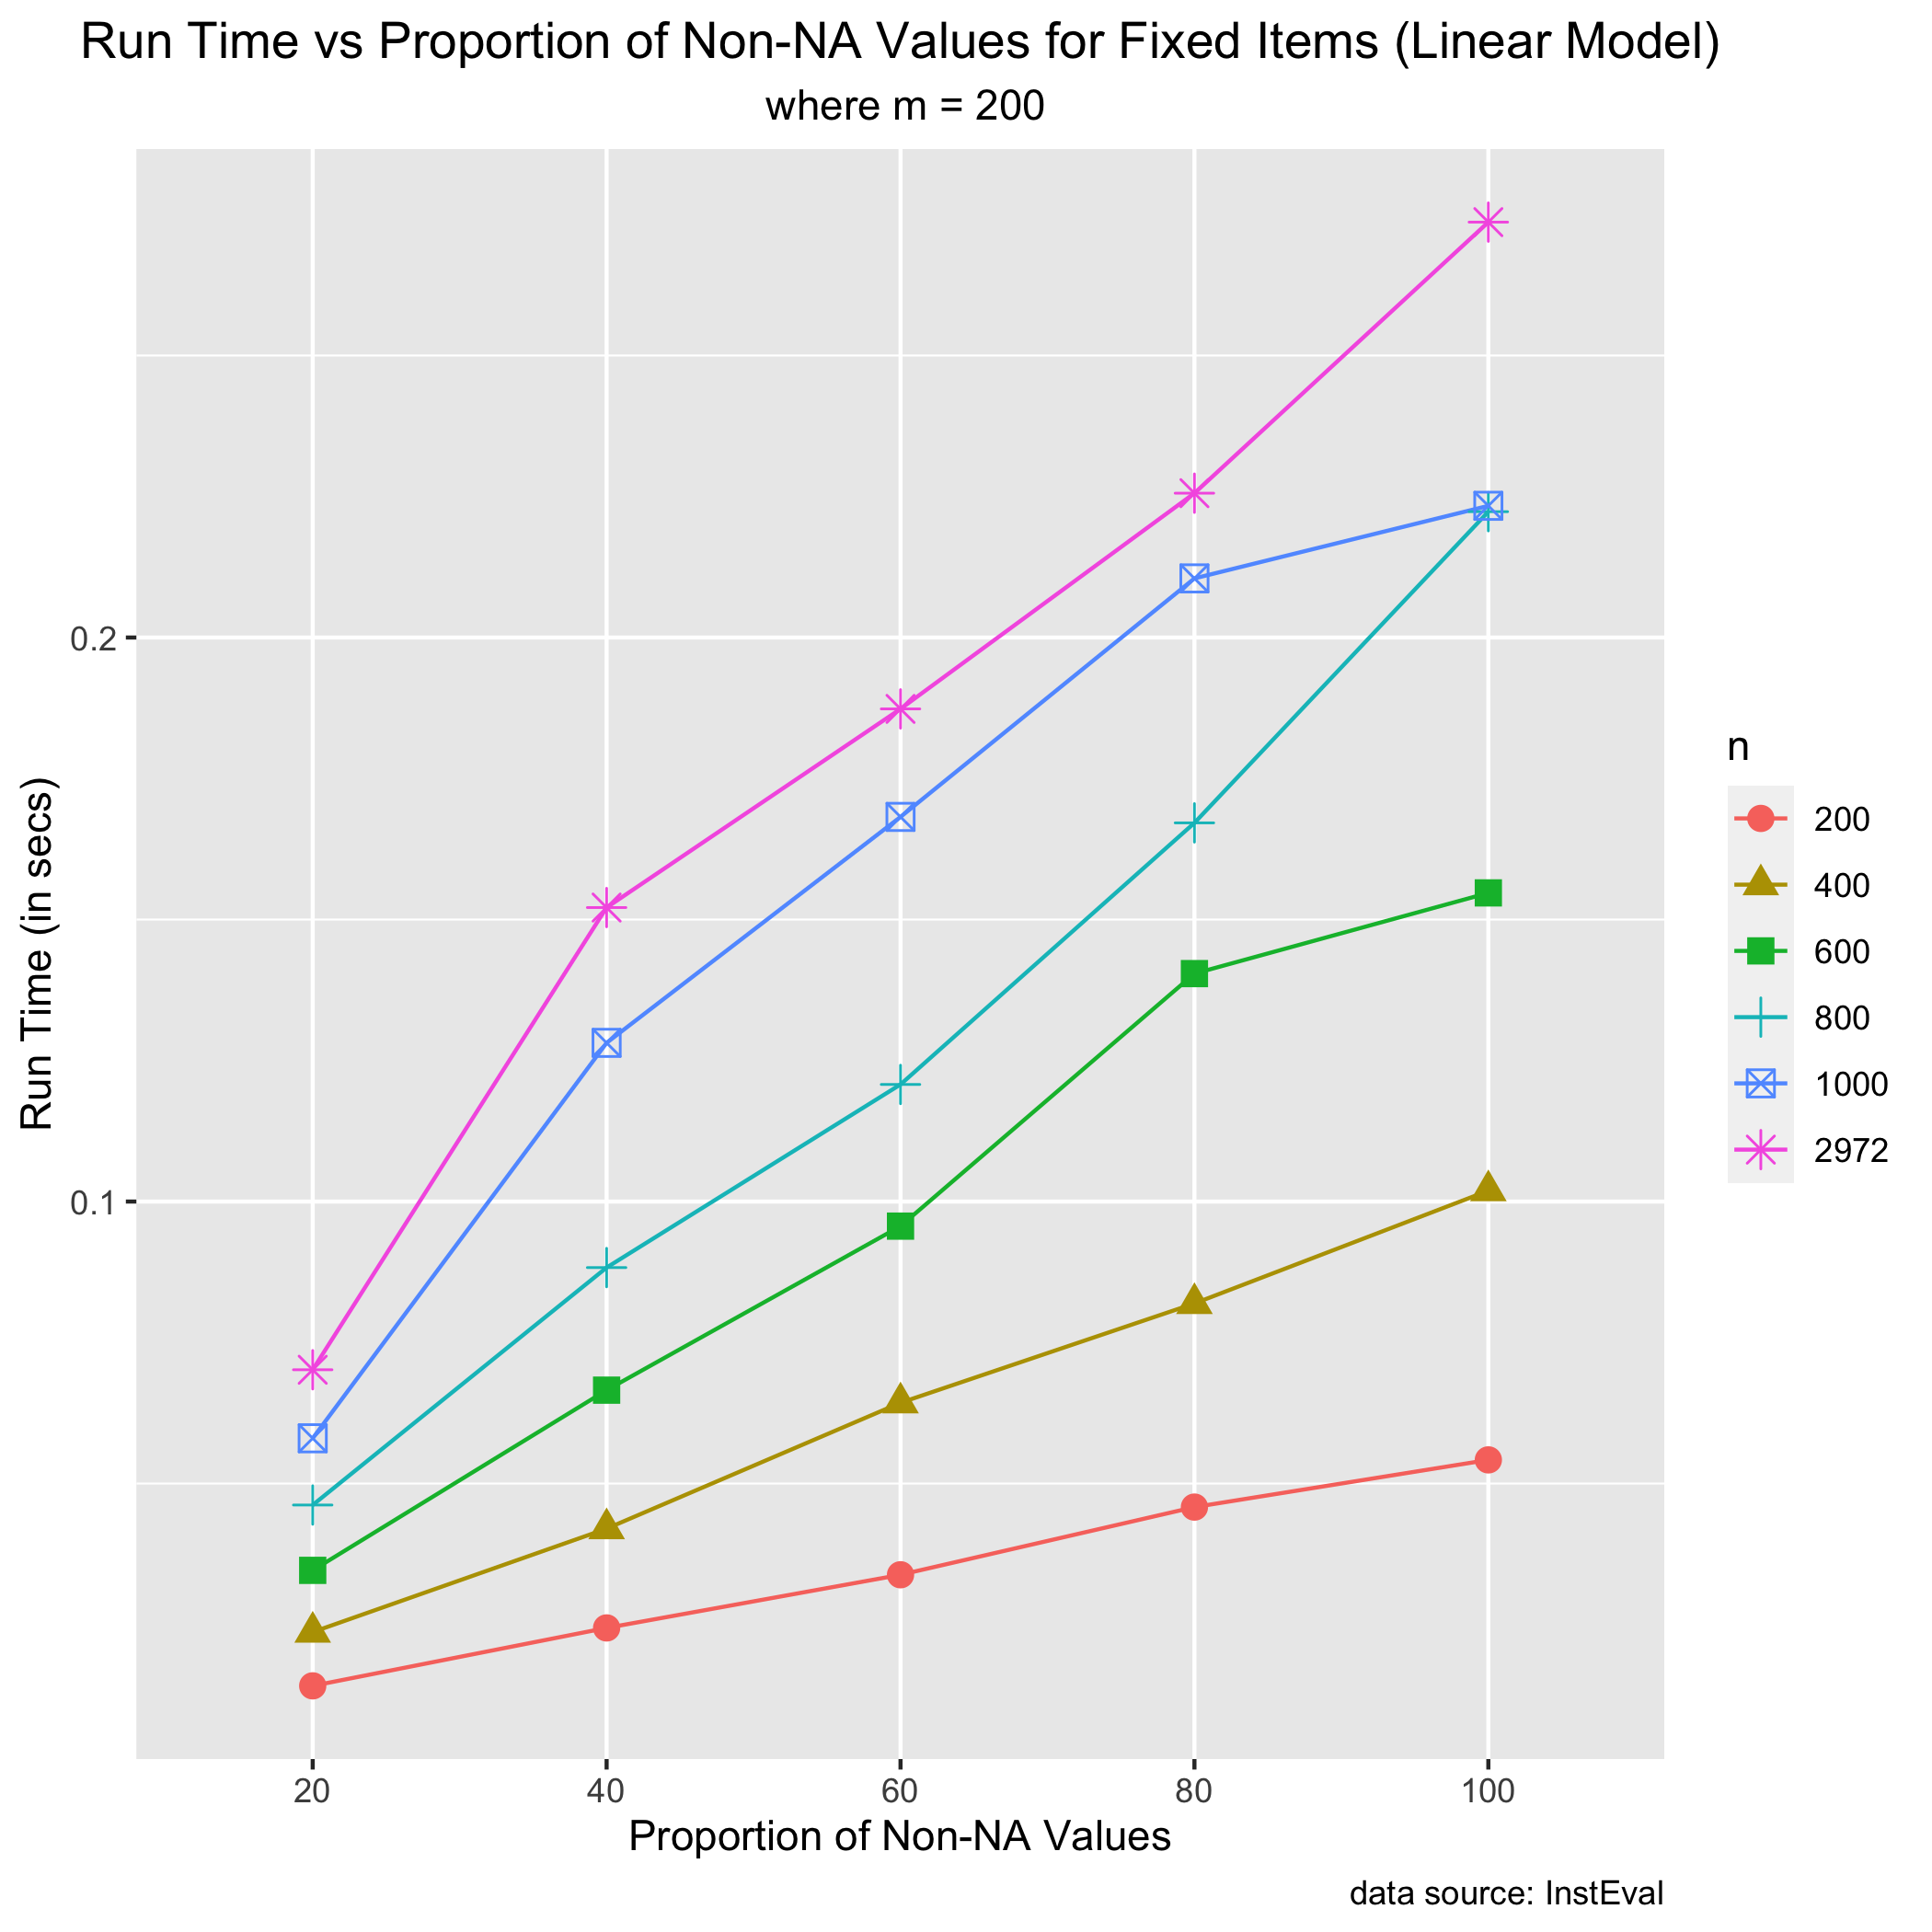 Run Time vs Proportion of Non-NA Values for Fixed Items (Linear Model)
where m = 200
Run Time (in secs)
0.2
0.1
20 40 60 80 100
Proportion of Non-NA Values
n
200
400
600
800
1000
2972
data source: InstEval